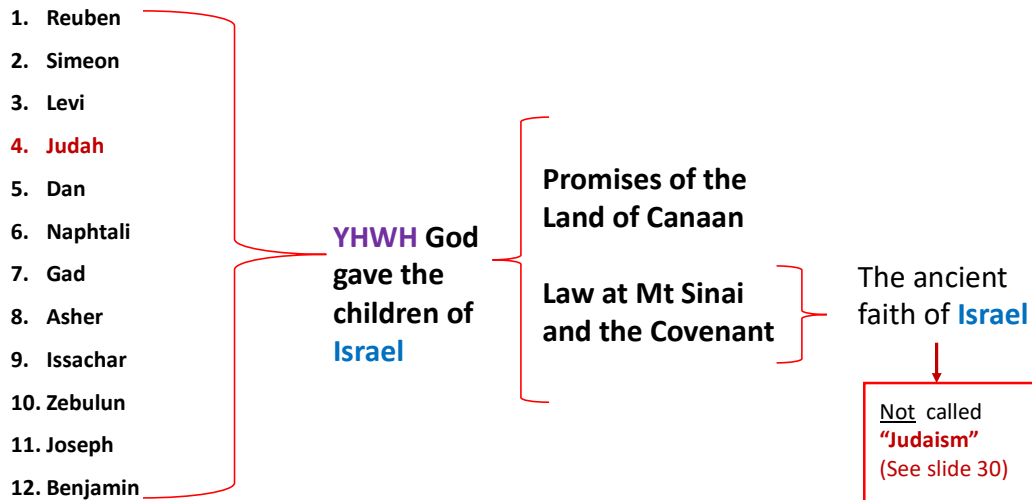 1. Reuben
2. Simeon
3. Levi
4. Judah
5. Dan
6. Naphtali
7. Gad
8. Asher
9. Issachar
10. Zebulun
11. Joseph
12. Benjamin
YHWH God
gave the
children of
Israel
Promises of the
Land of Canaan
Law at Mt Sinai
and the Covenant
The ancient
faith of Israel
Not called
“Judaism”
(See slide 30)